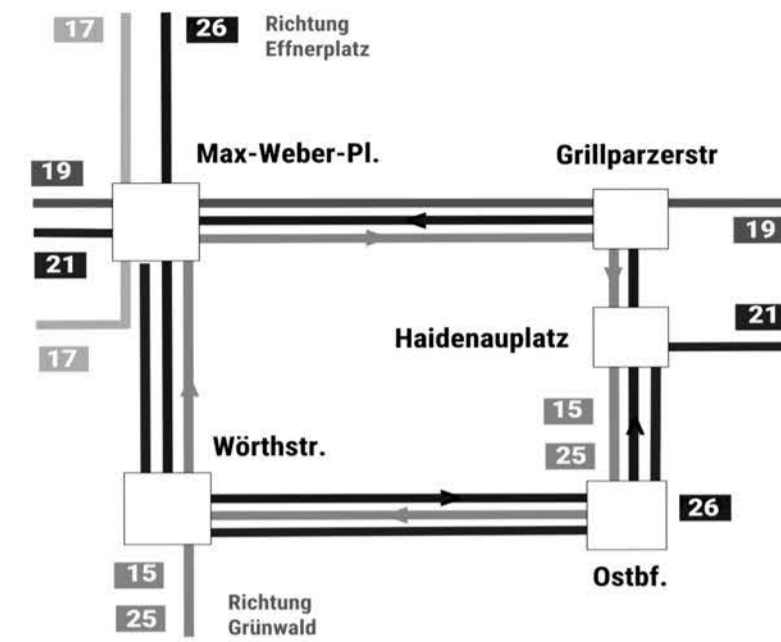 17
26
Richtung
Effnerplatz
Max-Weber-Pl.
Grillparzerstr
19
19
21
21
17
Haidenauplatz
15
25
Wörthstr.
26
Ostbf.
15
25
Richtung
Grünwald